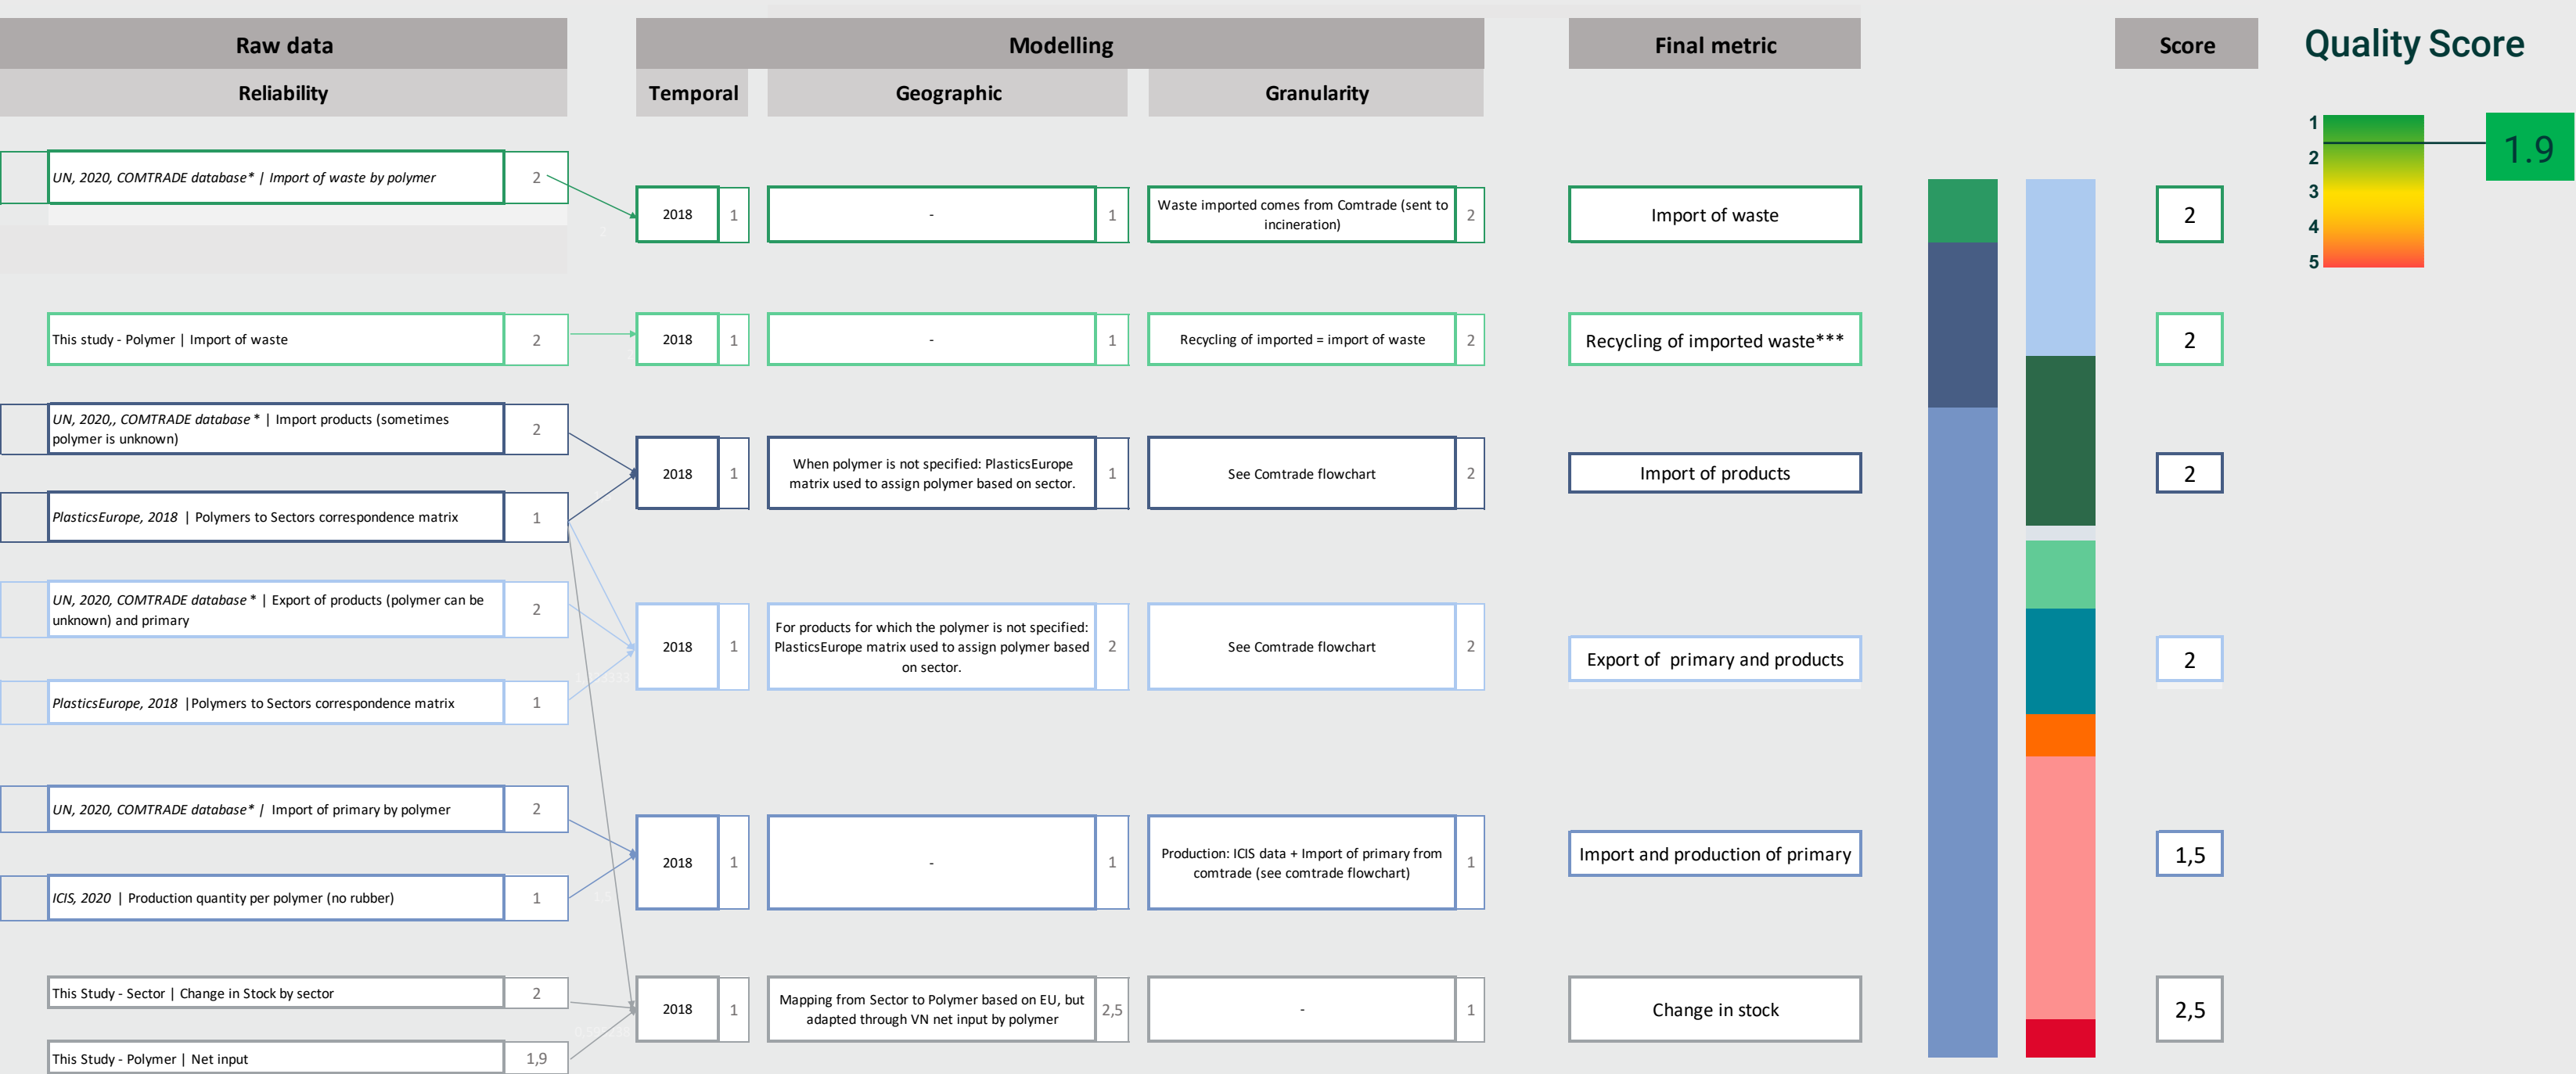 Raw data
Modelling
Final metric
Score
Quality Score
Reliability
Temporal
Geographic
Granularity
1
2
3
4
5
1.9
UN, 2020, COMTRADE database* | Import of waste by polymer
2
2018
1
-
1
Waste imported comes from Comtrade (sent to
incineration)
2
Import of waste
2
This study - Polymer | Import of waste
2
2018
1
-
1
Recycling of imported = import of waste
2
Recycling of imported waste***
2
UN, 2020,, COMTRADE database * | Import products (sometimes
polymer is unknown)
2
PlasticsEurope, 2018 | Polymers to Sectors correspondence matrix
1
2018
1
When polymer is not specified: PlasticsEurope
matrix used to assign polymer based on sector.
1
See Comtrade flowchart
2
Import of products
2
UN, 2020, COMTRADE database * | Export of products (polymer can be
unknown) and primary
2
PlasticsEurope, 2018 |Polymers to Sectors correspondence matrix
1
2018
1
For products for which the polymer is not specified:
PlasticsEurope matrix used to assign polymer based
on sector.
2
See Comtrade flowchart
2
Export of primary and products
2
UN, 2020, COMTRADE database* | Import of primary by polymer
2
ICIS, 2020 | Production quantity per polymer (no rubber)
1
2018
1
-
1
Production: ICIS data + Import of primary from
comtrade (see comtrade flowchart)
1
Import and production of primary
1,5
This Study - Sector | Change in Stock by sector
2
This Study - Polymer | Net input
1,9
2018
1
Mapping from Sector to Polymer based on EU, but
adapted through VN net input by polymer
2,5
-
1
Change in stock
2,5